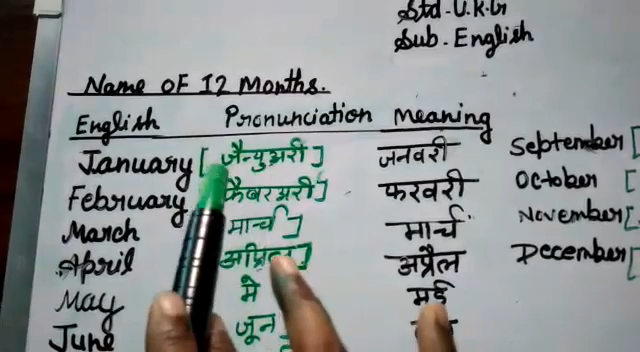 Std-U.K.G
Sub. English
Name OF 12 Months.
English Pronunciation Meaning
January [जैन्युअरी] जनवरी
February फैबरअरी] फरवरी
March मार्च] मार्च
April अप्रिल] अप्रैल
May मे मई
June जून
September [
October [
November [
December [